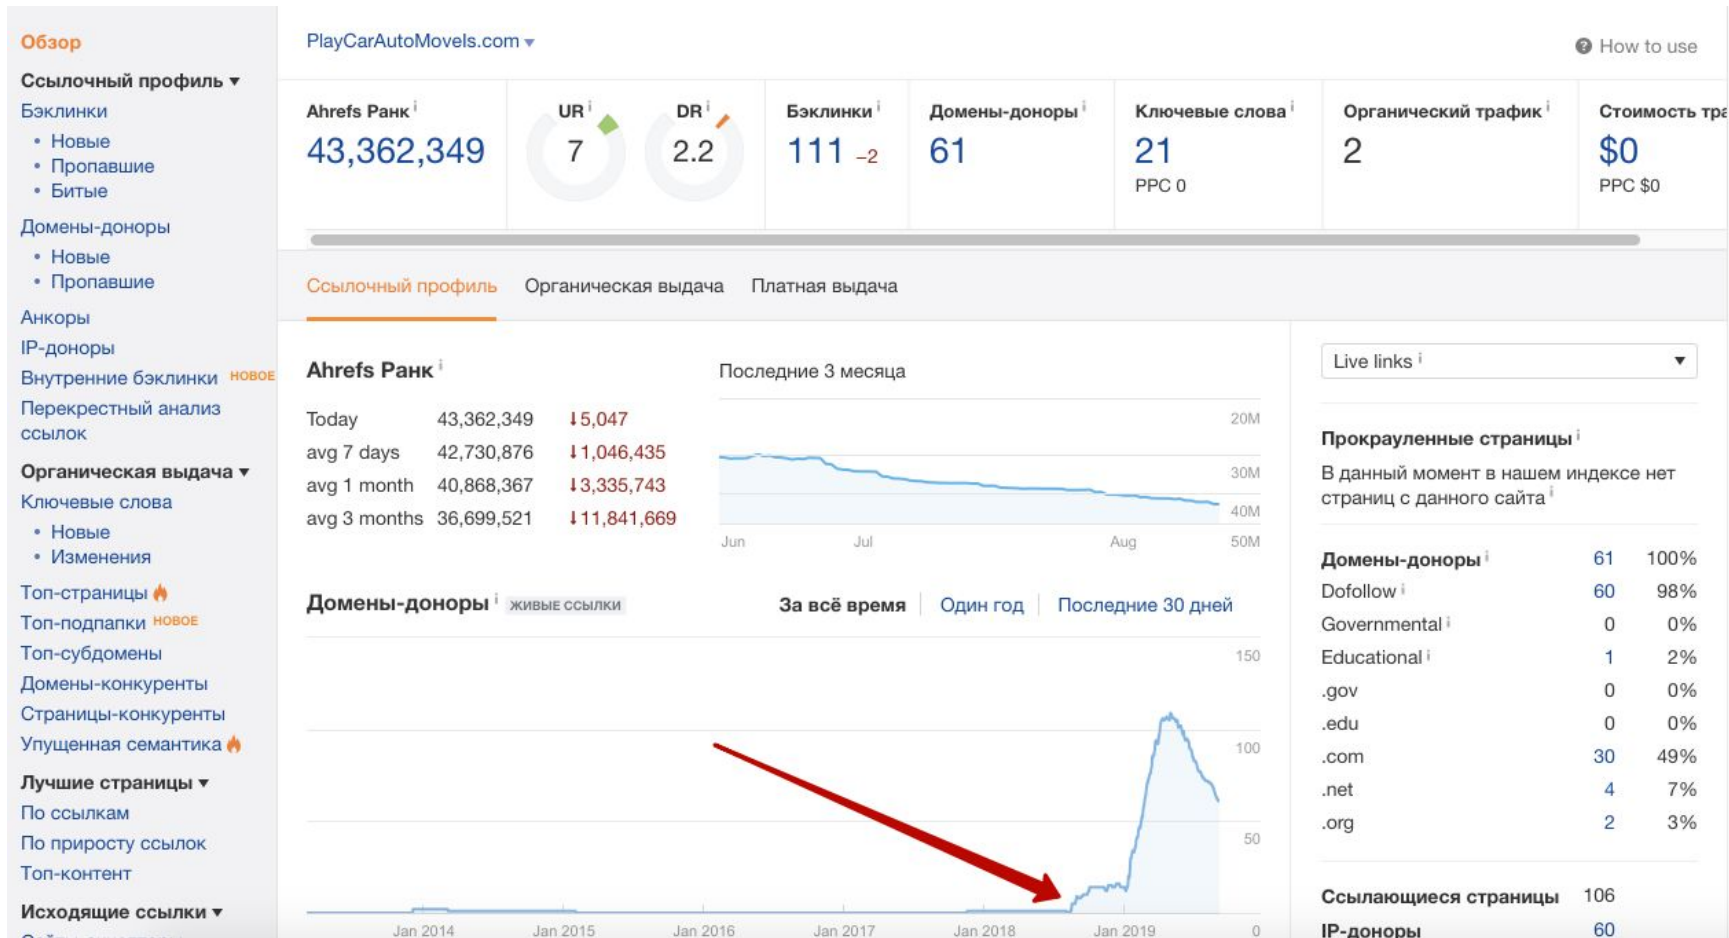 Обзор
Ссылочный профиль ▾
Бэклинки
• Новые
• Пропавшие
• Битые
Домены-доноры
• Новые
• Пропавшие
Анкоры
IP-доноры
Внутренние бэклинки НОВОЕ
Перекрестный анализ
ссылок
Органическая выдача ▾
Ключевые слова
• Новые
• Изменения
Топ-страницы
Топ-подпапки НОВОЕ
Топ-субдомены
Домены-конкуренты
Страницы-конкуренты
Упущенная семантика
Лучшие страницы ▾
По ссылкам
По приросту ссылок
Топ-контент
Исходящие ссылки ▾
PlayCarAutoMovels.com ▾
How to use
Ahrefs Ранк i
43,362,349
UR i
7
DR i
2.2
Бэклинки i
111 –2
Домены-доноры i
61
Ключевые слова i
21
PPC 0
Органический трафик i
2
Стоимость тра
$0
PPC $0
Ссылочный профиль Органическая выдача Платная выдача
Ahrefs Ранк i
Today 43,362,349 ↓5,047
avg 7 days 42,730,876 ↓1,046,435
avg 1 month 40,868,367 ↓3,335,743
avg 3 months 36,699,521 ↓11,841,669
Последние 3 месяца
20M
30M
40M
50M
Jun Jul Aug
Домены-доноры i ЖИВЫЕ ССЫЛКИ
За всё время Один год Последние 30 дней
150
100
50
0
Jan 2014 Jan 2015 Jan 2016 Jan 2017 Jan 2018 Jan 2019
Live links i ▾
Прокрауленные страницы i
В данный момент в нашем индексе нет
страниц с данного сайта i
Домены-доноры i 61 100%
Dofollow i 60 98%
Governmental i 0 0%
Educational i 1 2%
.gov 0 0%
.edu 0 0%
.com 30 49%
.net 4 7%
.org 2 3%
Ссылающиеся страницы 106
IP-доноры 60